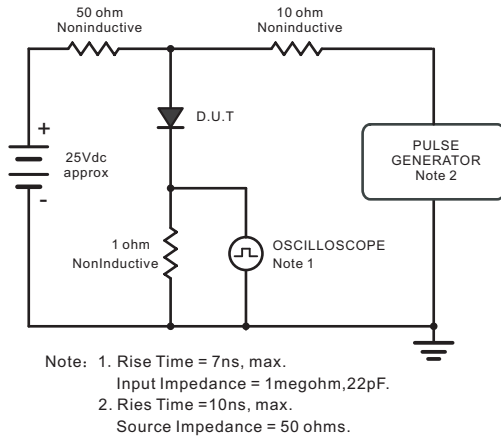 50 ohm
Noninductive
10 ohm
Noninductive
D.U.T
+
25Vdc
approx
-
PULSE
GENERATOR
Note 2
1 ohm
NonInductive
OSCILLOSCOPE
Note 1
Note: 1. Rise Time = 7ns, max.
Input Impedance = 1megohm,22pF.
2. Ries Time =10ns, max.
Source Impedance = 50 ohms.